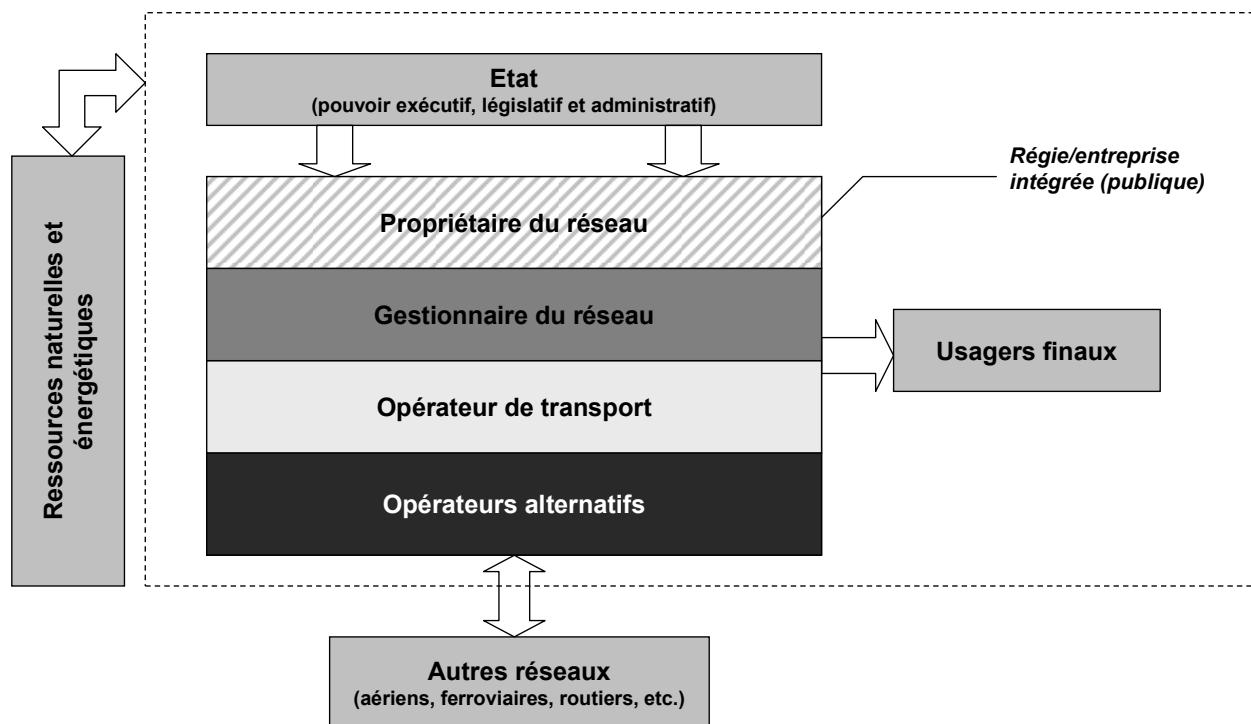 Etat
(pouvoir exécutif, législatif et administratif)
Régie/entreprise
intégrée (publique)
Propriétaire du réseau
Gestionnaire du réseau
Usagers finaux
Opérateur de transport
Opérateurs alternatifs
Ressources naturelles et
énergétiques
Autres réseaux
(aériens, ferroviaires, routiers, etc.)